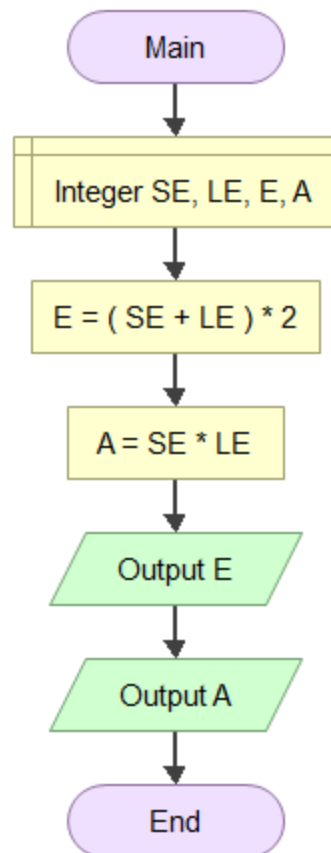 Main
Integer SE, LE, E, A
E = ( SE + LE ) * 2
A = SE * LE
Output E
Output A
End